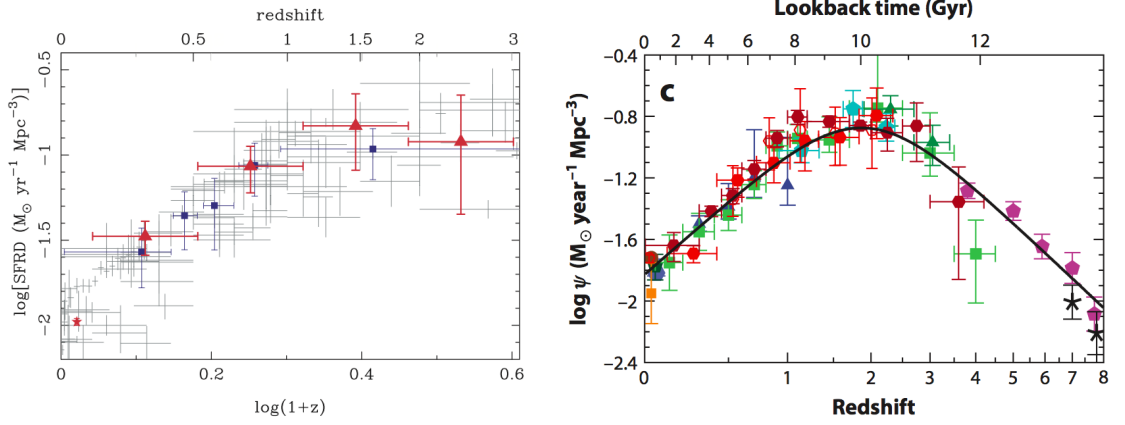 redshift
0 0.5 1 1.5 2 3
−0.5
−1
−1.5
−2
log[SFRD (M⊙ yr⁻¹ Mpc⁻³)]
0 0.2 0.4 0.6
log(1+z)
Lookback time (Gyr)
0 2 4 6 8 10 12
c
−0.4
−0.8
−1.2
−1.6
−2
−2.4
log ψ (M⊙ year⁻¹ Mpc⁻³)
0 1 2 3 4 5 6 7 8
Redshift